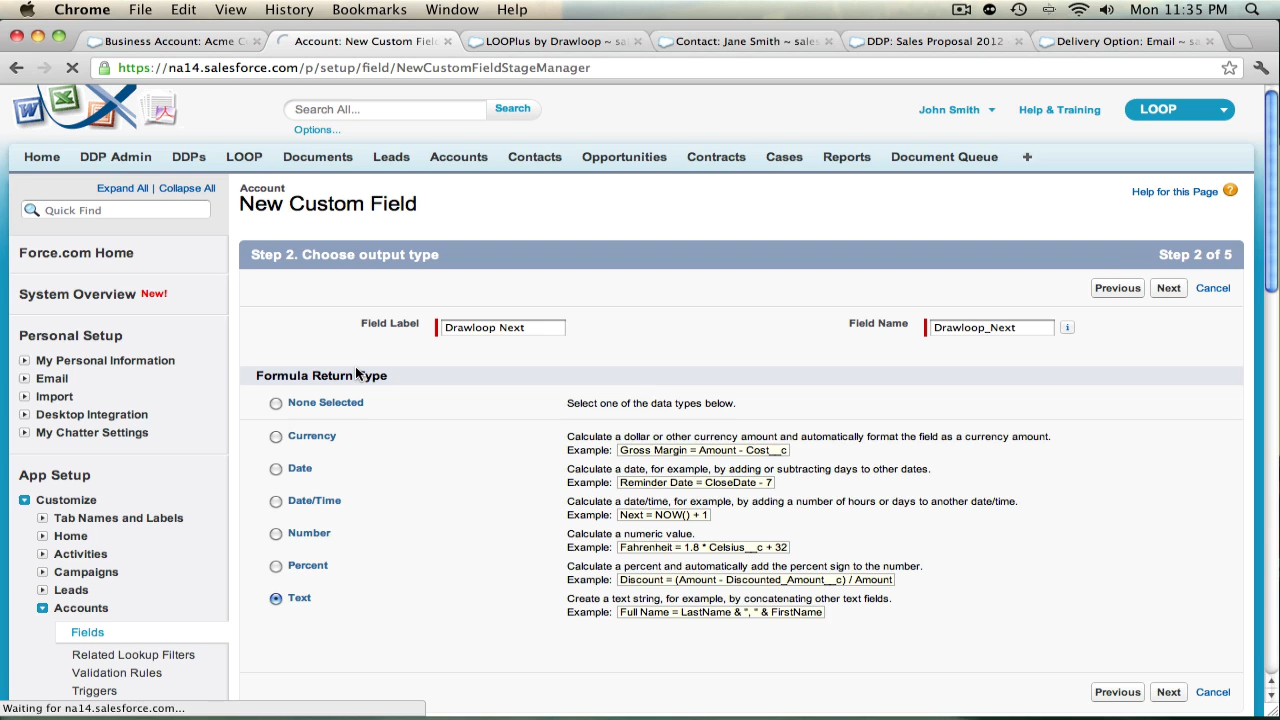 Chrome File Edit View History Bookmarks Window Help Mon 11:35 PM
Business Account: Acme C Account: New Custom Field LOOPlus by Drawloop ~ sa Contact: Jane Smith ~ sales DDP: Sales Proposal 2012 Delivery Option: Email ~ sa
https://na14.salesforce.com/p/setup/field/NewCustomFieldStageManager
Search All... Search
Options...
John Smith Help & Training LOOP
Home DDP Admin DDPs LOOP Documents Leads Accounts Contacts Opportunities Contracts Cases Reports Document Queue +
Expand All | Collapse All
Quick Find
Force.com Home
System Overview New!
Personal Setup
My Personal Information
Email
Import
Desktop Integration
My Chatter Settings
App Setup
Customize
Tab Names and Labels
Home
Activities
Campaigns
Leads
Accounts
Fields
Related Lookup Filters
Validation Rules
Triggers
Account
New Custom Field
Help for this Page ?
Step 2. Choose output type Step 2 of 5
Previous Next Cancel
Field Label Drawloop Next Field Name Drawloop_Next i
Formula Return Type
None Selected Select one of the data types below.
Currency Calculate a dollar or other currency amount and automatically format the field as a currency amount.
Example: Gross Margin = Amount - Cost__c
Date Calculate a date, for example, by adding or subtracting days to other dates.
Example: Reminder Date = CloseDate - 7
Date/Time Calculate a date/time, for example, by adding a number of hours or days to another date/time.
Example: Next = NOW() + 1
Number Calculate a numeric value.
Example: Fahrenheit = 1.8 * Celsius__c + 32
Percent Calculate a percent and automatically add the percent sign to the number.
Example: Discount = (Amount - Discounted_Amount__c) / Amount
Text Create a text string, for example, by concatenating other text fields.
Example: Full Name = LastName & ", " & FirstName
Previous Next Cancel
Waiting for na14.salesforce.com...